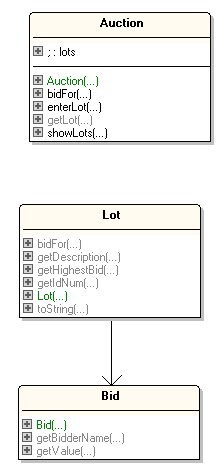 Auction
; : lots
Auction(...)
bidFor(...)
enterLot(...)
getLot(...)
showLots(...)
Lot
bidFor(...)
getDescription(...)
getHighestBid(...)
getIdNum(...)
Lot(...)
toString(...)
Bid
Bid(...)
getBidderName(...)
getValue(...)